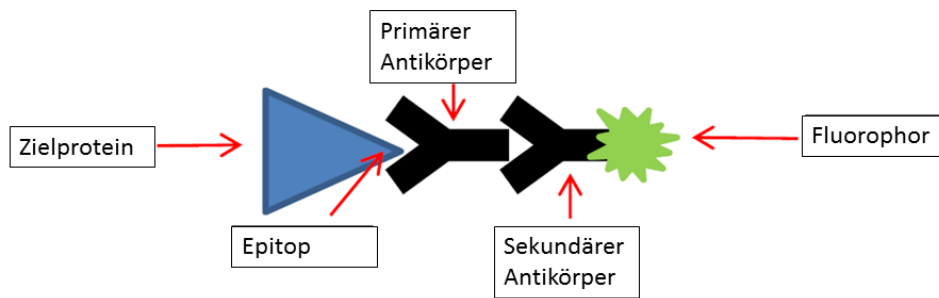 Primärer
Antikörper
Zielprotein
Fluorophor
Epitop
Sekundärer
Antikörper